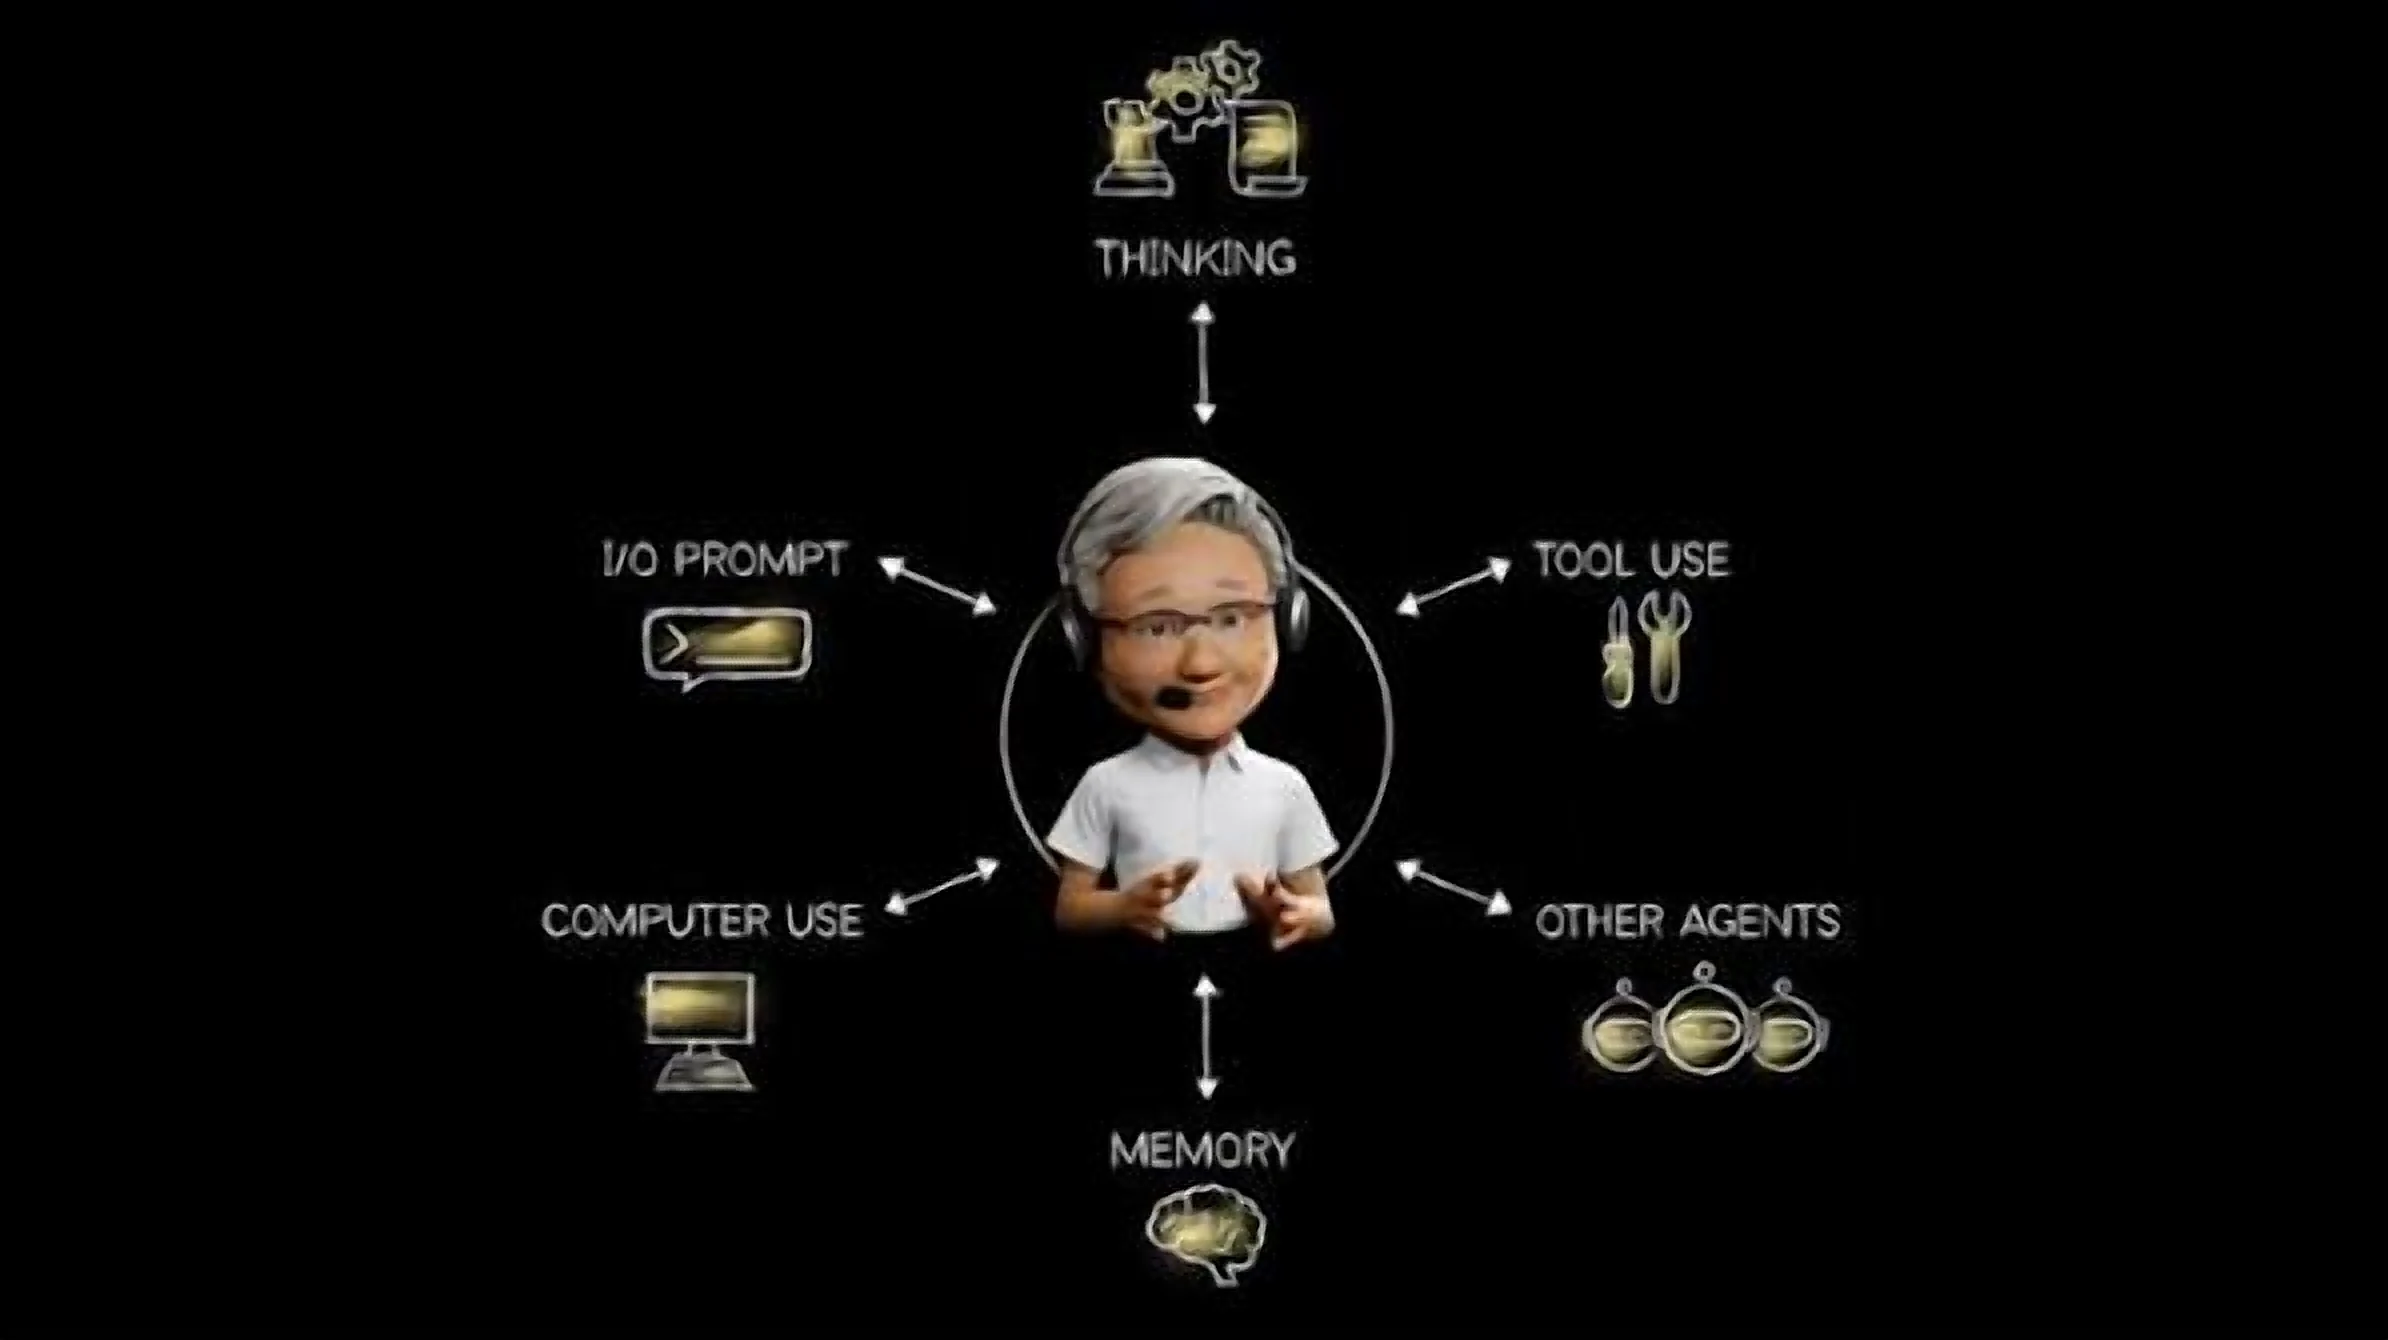 THINKING
I/O PROMPT
TOOL USE
COMPUTER USE
OTHER AGENTS
MEMORY